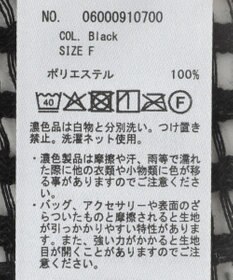 NO. 06000910700
COL. Black
SIZE F
ポリエステル 100%
40 F
濃色品は白物と分別洗い。つけ置き
禁止。洗濯ネット使用。
・濃色製品は摩擦や汗、雨等で濡れ
た際に他の衣類や小物類に色が移
る事がありますのでご注意くださ
い。
・バッグ、アクセサリーや表面のざ
らついたものと摩擦されると生地
が引っかかりやすい特性がありま
す。また、強い力がかかると生地
目が開くことがありますのでご注
意ください。